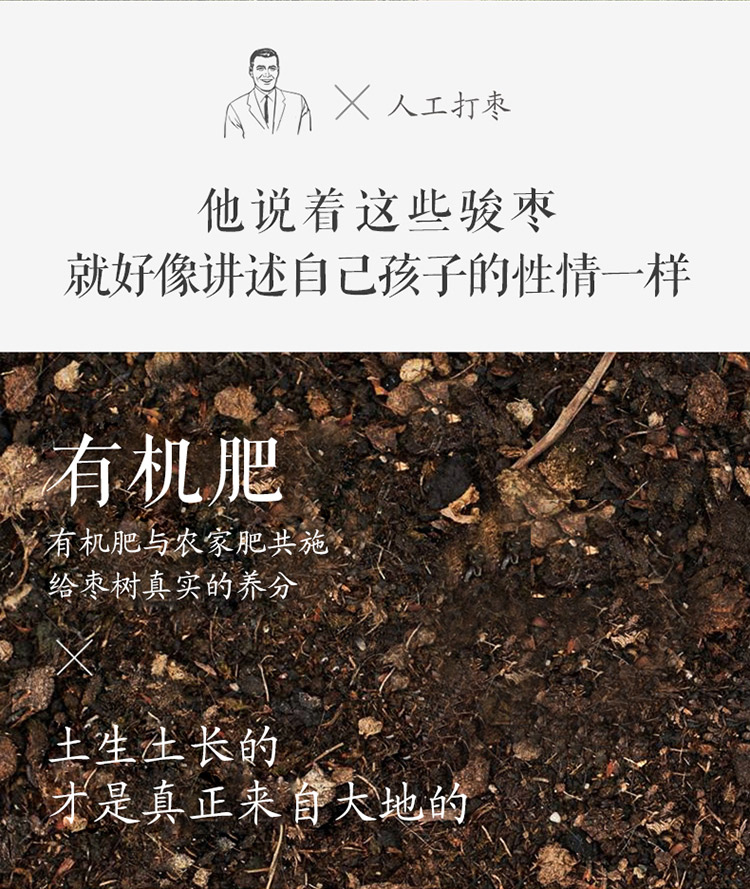 人工打枣
他说着这些骏枣
就好像讲述自己孩子的性情一样
有机肥
有机肥与农家肥共施
给枣树真实的养分
土生土长的
才是真正来自大地的